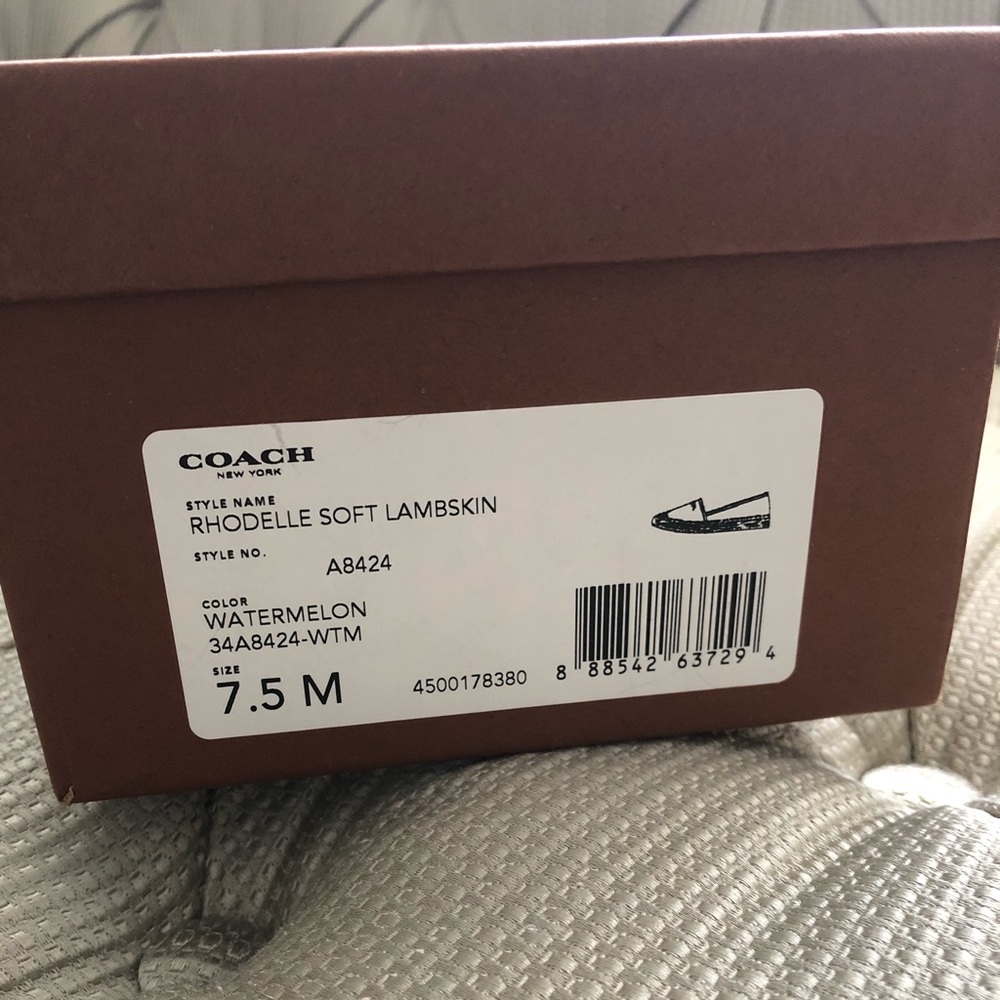 COACH
NEW YORK
STYLE NAME
RHODELLE SOFT LAMBSKIN
STYLE NO.
A8424
COLOR
WATERMELON
34A8424-WTM
SIZE
7.5 M
4500178380
8 88542 63729 4